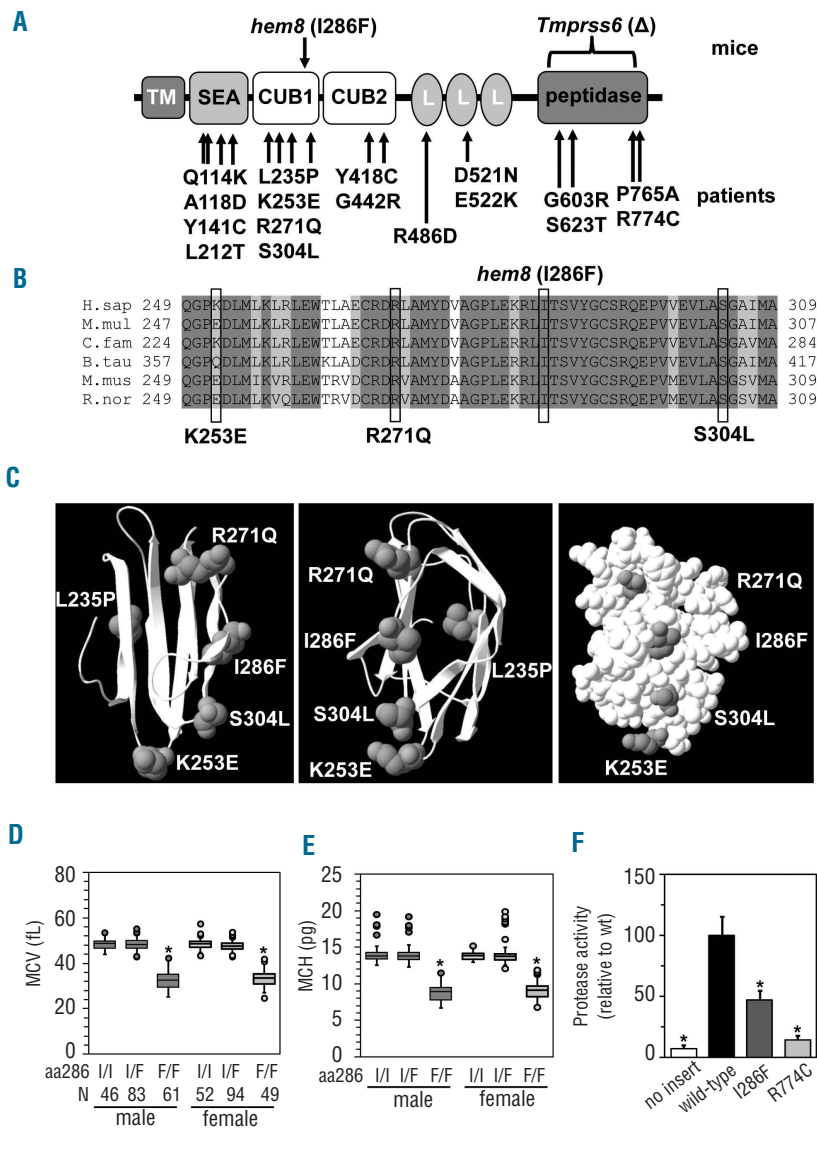 A
hem8 (I286F)
Tmprss6 (Δ)
mice
TM SEA CUB1 CUB2 L L L peptidase
Q114K L235P Y418C D521N G603R P765A
A118D K253E G442R E522K S623T R774C
Y141C R271Q R486D
L212T S304L
patients
B
hem8 (I286F)
H.sap 249 QGPKDLMLKLRLEWTLAECRDRLAMYDVAGPLEKRLITSVYGCSRQEPVVEVLASGAIMA 309
M.mul 247 QGPEDLMLKLRLEWTLAECRDRLAMYDVAGPLEKRLITSVYGCSRQEPVVEVLASGAIMA 307
C.fam 224 QGPKDLMLKLRLEWTLAECRDRLAMYDVAGPLEKRLITSVYGCSRQEPVVEVLASGAIMA 284
B.tau 357 QGPQDLMLKLRLEWKLADCRDRLAMYDVAGPLEKRLITSVYGCSRQEPVVEVLASGAIMA 417
M.mus 249 QGPEDLMIKVRLEWTRVDCRDRVAMYDAAGPLEKRLITSVYGCSRQEPVMEVLASGSVMA 309
R.nor 249 QGPEDLMLKVQLEWTRVDCRDRVAMYDAAGPLEKRLITSVYGCSRQEPVMEVLASGSVMA 309
K253E R271Q S304L
C
R271Q
L235P
I286F
S304L
K253E
R271Q
I286F
L235P
S304L
K253E
R271Q
I286F
S304L
K253E
D
MCV (fL)
80
60
40
20
0
aa286 I/I I/F F/F I/I I/F F/F
N 46 83 61 52 94 49
male female
* *
E
MCH (pg)
25
20
15
10
5
0
aa286 I/I I/F F/F I/I I/F F/F
male female
* *
F
Protease activity
(relative to wt)
150
100
50
0
* * *
no insert wild-type I286F R774C